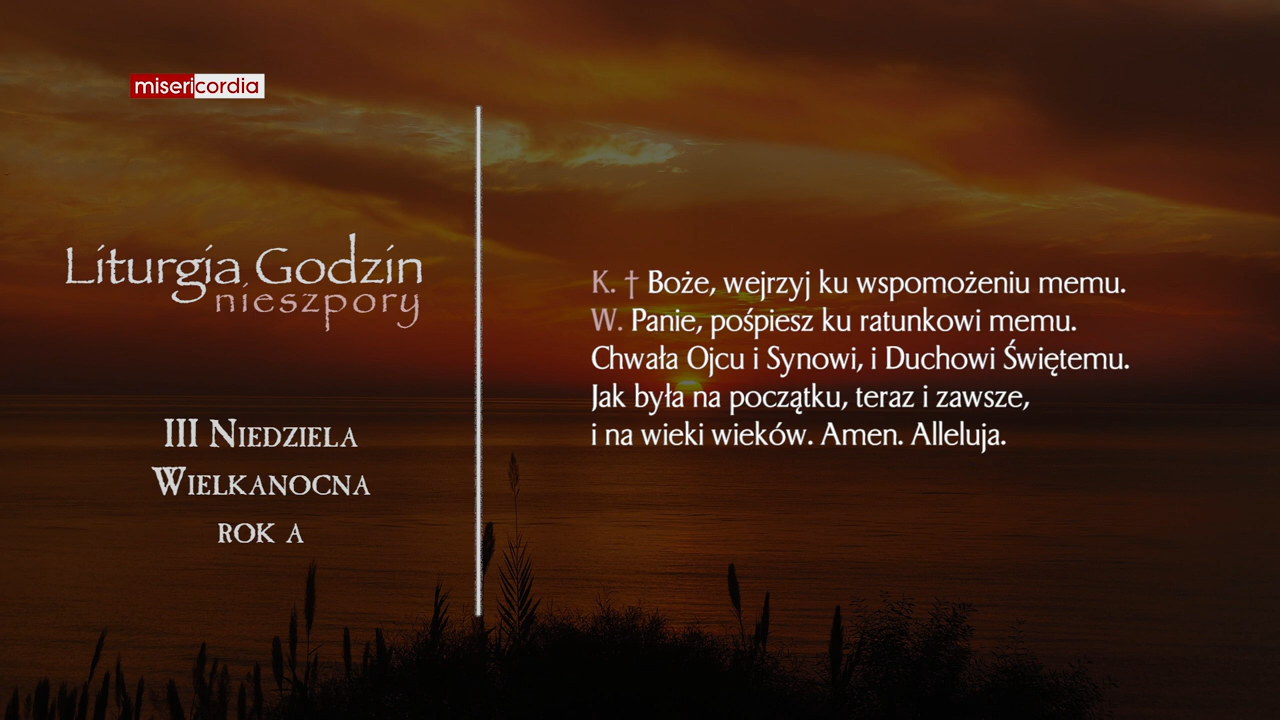 misericordia
Liturgia Godzin
nieszpory
III Niedziela
Wielkanocna
rok a
K. † Boże, wejrzyj ku wspomożeniu memu.
W. Panie, pośpiesz ku ratunkowi memu.
Chwała Ojcu i Synowi, i Duchowi Świętemu.
Jak była na początku, teraz i zawsze,
i na wieki wieków. Amen. Alleluja.